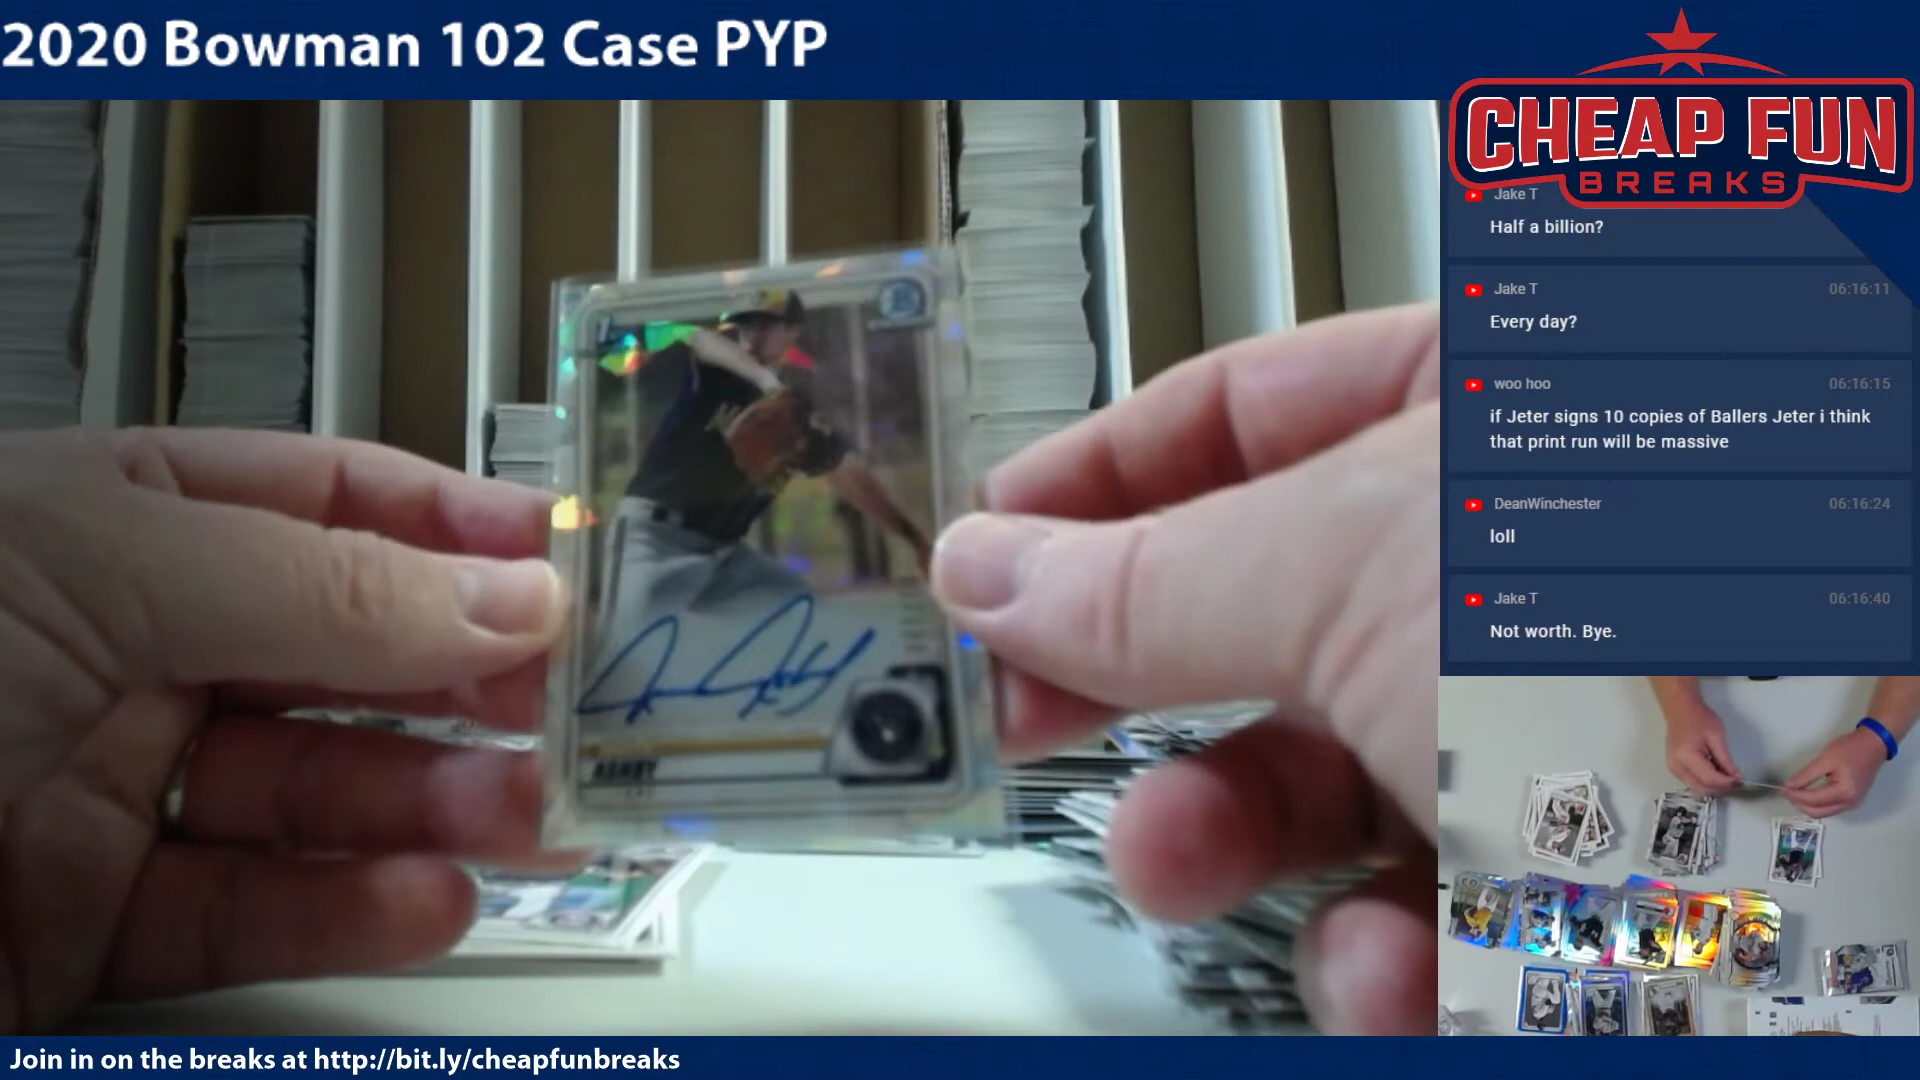 2020 Bowman 102 Case PYP
CHEAP FUN
BREAKS
Jake T
Half a billion?
Jake T 06:16:11
Every day?
woo hoo 06:16:15
if Jeter signs 10 copies of Ballers Jeter i think
that print run will be massive
DeanWinchester 06:16:24
loll
Jake T 06:16:40
Not worth. Bye.
ASHBY
Join in on the breaks at http://bit.ly/cheapfunbreaks